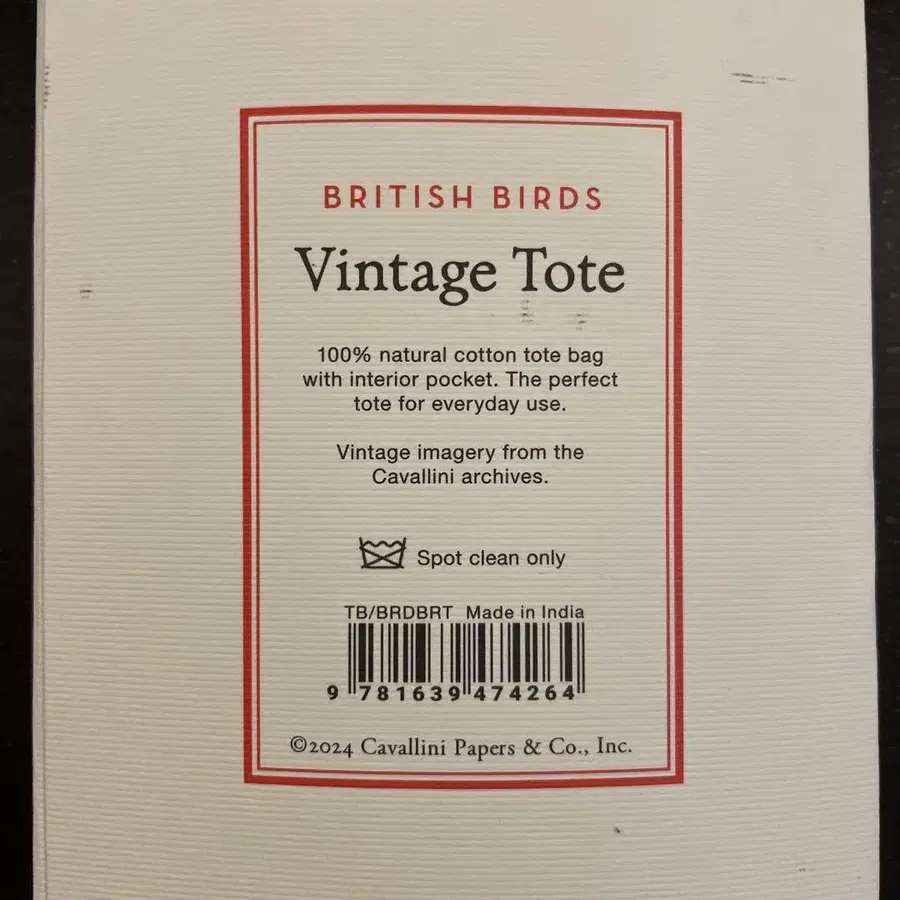 BRITISH BIRDS
Vintage Tote
100% natural cotton tote bag
with interior pocket. The perfect
tote for everyday use.
Vintage imagery from the
Cavallini archives.
Spot clean only
TB/BRDBRT Made in India
9 781639 474264
©2024 Cavallini Papers & Co., Inc.